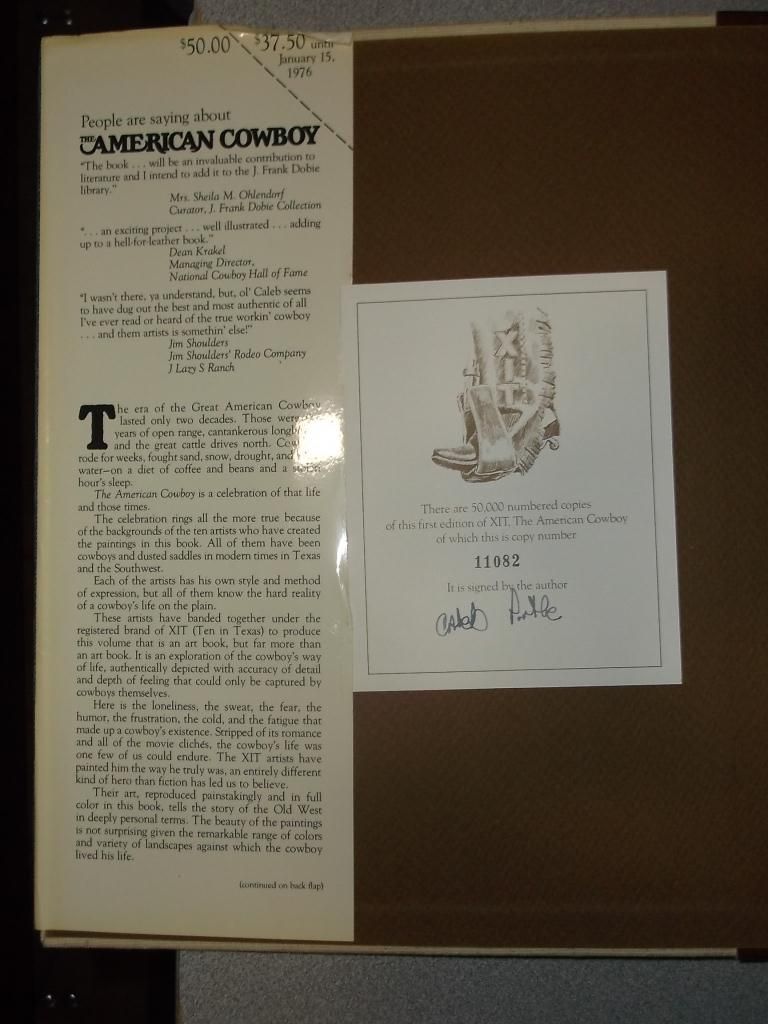 $50.00 $37.50 until
January 15,
1976
People are saying about
THE AMERICAN COWBOY
"The book . . . will be an invaluable contribution to
literature and I intend to add it to the J. Frank Dobie
library."
Mrs. Sheila M. Ohlendorf
Curator, J. Frank Dobie Collection
". . . an exciting project . . . well illustrated . . . adding
up to a hell-for-leather book."
Dean Krakel
Managing Director,
National Cowboy Hall of Fame
"I wasn't there, ya understand, but, ol' Caleb seems
to have dug out the best and most authentic of all
I've ever read or heard of the true workin' cowboy
. . . and them artists is somethin' else!"
Jim Shoulders
Jim Shoulders' Rodeo Company
J Lazy S Ranch
The era of the Great American Cowboy
lasted only two decades. Those were
years of open range, cantankerous
and the great cattle drives north.
rode for weeks, fought sand, snow, drought, and
water—on a diet of coffee and beans and a
hour's sleep.
The American Cowboy is a celebration of that life
and those times.
The celebration rings all the more true because
of the backgrounds of the ten artists who have created
the paintings in this book. All of them have been
cowboys and dusted saddles in modern times in Texas
and the Southwest.
Each of the artists has his own style and method
of expression, but all of them know the hard reality
of a cowboy's life on the plain.
These artists have banded together under the
registered brand of XIT (Ten in Texas) to produce
this volume that is an art book, but far more than
an art book. It is an exploration of the cowboy's way
of life, authentically depicted with accuracy of detail
and depth of feeling that could only be captured by
cowboys themselves.
Here is the loneliness, the sweat, the fear, the
humor, the frustration, the cold, and the fatigue that
made up a cowboy's existence. Stripped of its romance
and all of the movie clichés, the cowboy's life was
one few of us could endure. The XIT artists have
painted him the way he truly was, an entirely different
kind of hero than fiction has led us to believe.
Their art, reproduced painstakingly and in full
color in this book, tells the story of the Old West
in deeply personal terms. The beauty of the paintings
is not surprising given the remarkable range of colors
and variety of landscapes against which the cowboy
lived his life.
(continued on back flap)
XIT
There are 50,000 numbered copies
of this first edition of XIT, The American Cowboy
of which this is copy number
11082
It is signed by the author
Caleb Pirtle